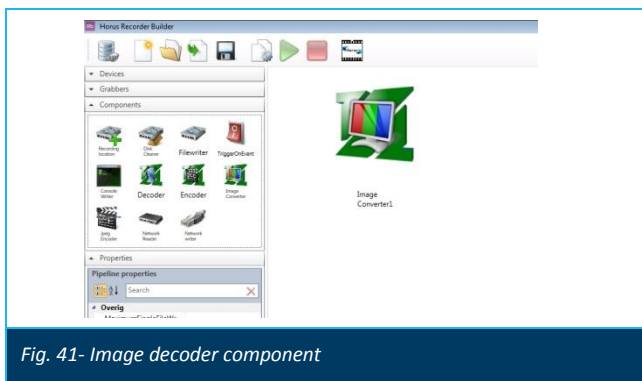 Horus Recorder Builder
Devices
Grabbers
Components
Recording location
Disk Cleaner
Filewriter
TriggerOnEvent
Console Writer
Decoder
Encoder
Image Converter
Jpeg Encoder
Network Reader
Network writer
Properties
Pipeline properties
Search
Overig
Image
Converter1
Fig. 41- Image decoder component